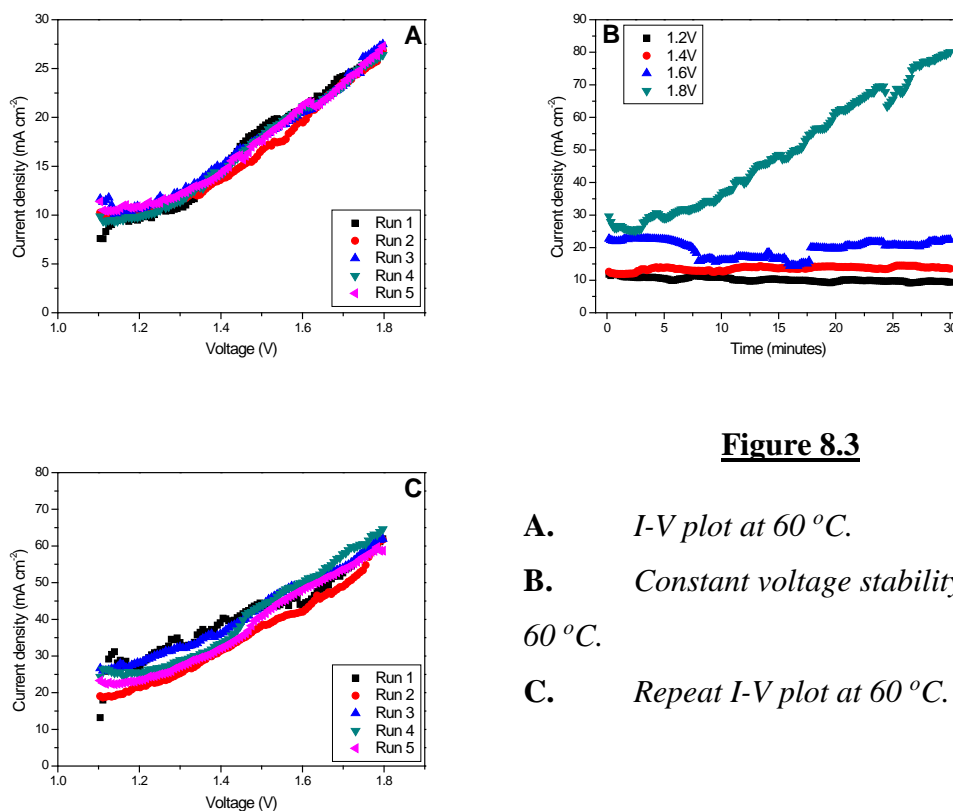 A
30
25
20
15
10
5
0
Current density (mA cm-2)
Run 1
Run 2
Run 3
Run 4
Run 5
1.0 1.2 1.4 1.6 1.8
Voltage (V)
B
90
80
70
60
50
40
30
20
10
0
Current density (mA cm-2)
1.2V
1.4V
1.6V
1.8V
0 5 10 15 20 25 30
Time (minutes)
C
80
70
60
50
40
30
20
10
0
Current density (mA cm-2)
Run 1
Run 2
Run 3
Run 4
Run 5
1.0 1.2 1.4 1.6 1.8
Voltage (V)
Figure 8.3
A. I-V plot at 60 °C.
B. Constant voltage stability
60 °C.
C. Repeat I-V plot at 60 °C.